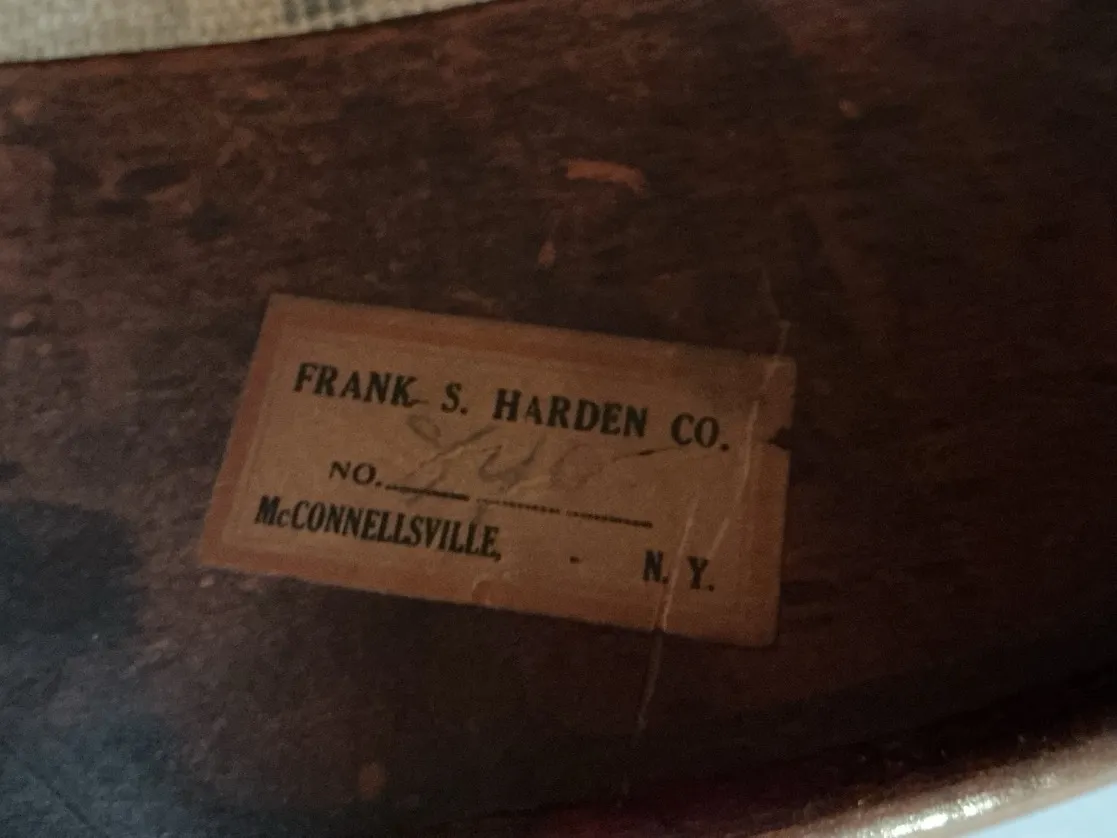 FRANK S. HARDEN CO.
NO.
McCONNELLSVILLE, - N. Y.